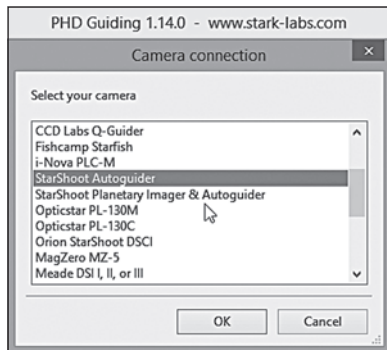 PHD Guiding 1.14.0 - www.stark-labs.com
Camera connection
Select your camera
CCD Labs Q-Guider
Fishcamp Starfish
i-Nova PLC-M
StarShoot Autoguider
StarShoot Planetary Imager & Autoguider
Opticstar PL-130M
Opticstar PL-130C
Orion StarShoot DSCI
MagZero MZ-5
Meade DSI I, II, or III
OK Cancel